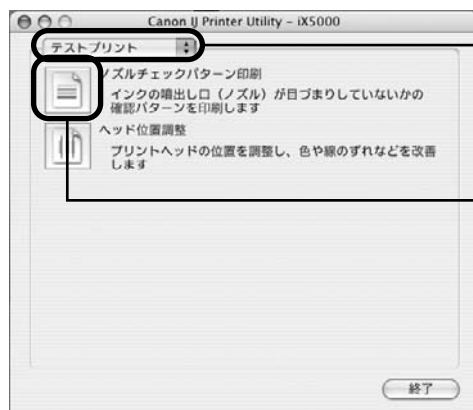 Canon IJ Printer Utility – iX5000
テストプリント
ノズルチェックパターン印刷
インクの噴出し口（ノズル）が目づまりしていないかの
確認パターンを印刷します
ヘッド位置調整
プリントヘッドの位置を調整し、色や線のずれなどを改善
します
終了